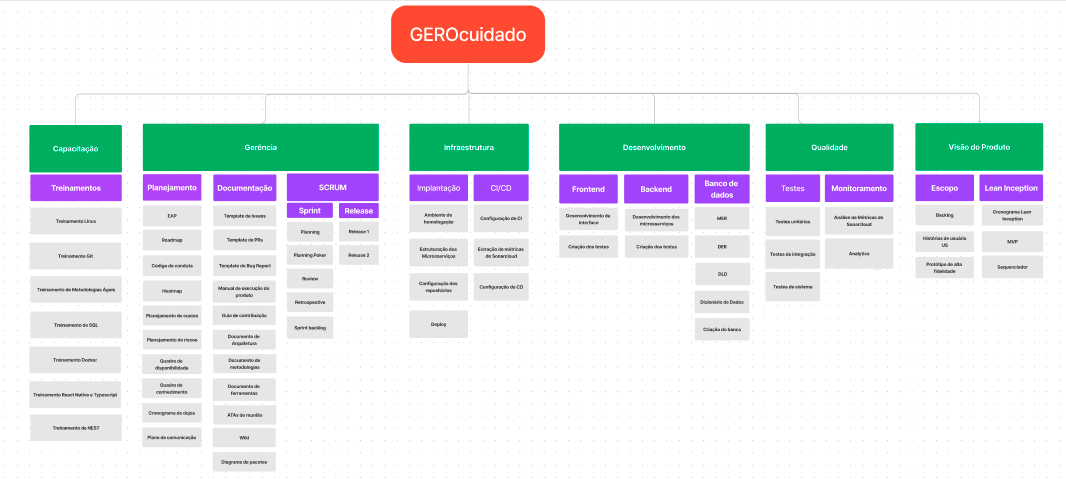 GEROcuidado
Capacitação
Treinamentos
Treinamento Linux
Treinamento Git
Treinamento de Metodologias Ágeis
Treinamento de SQL
Treinamento Docker
Treinamento React Native e Typescript
Treinamento de NEST
Gerência
Planejamento
EAP
Roadmap
Código de conduta
Heatmap
Planejamento de custos
Planejamento de riscos
Quadro de
disponibilidade
Quadro de
conhecimento
Cronograma de dojos
Plano de comunicação
Documentação
Template de Issues
Template de PRs
Template de Bug Report
Manual de execução do
produto
Guia de contribuição
Documento de
Arquitetura
Documento de
metodologias
Documento de
ferramentas
ATAs de reunião
Wiki
Diagrama de pacotes
SCRUM
Sprint
Planning
Planning Poker
Review
Retrospective
Sprint backlog
Release
Release 1
Release 2
Infraestrutura
Implantação
Ambiente de
homologação
Estruturação dos
Microserviços
Configuração dos
repositórios
Deploy
CI/CD
Configuração de CI
Extração de métricas
do Sonarcloud
Configuração do CD
Desenvolvimento
Frontend
Desenvolvimento da
interface
Criação dos testes
Backend
Desenvolvimento dos
microserviços
Criação dos testes
Banco de
dados
MER
DER
DLD
Dicionário de Dados
Criação do banco
Qualidade
Testes
Testes unitários
Testes de integração
Testes de sistema
Monitoramento
Análise de Métricas do
Sonarcloud
Analytics
Visão do Produto
Escopo
Backlog
Histórias de usuário
US
Protótipo de alta
fidelidade
Lean Inception
Cronograma Lean
Inception
MVP
Sequenciador